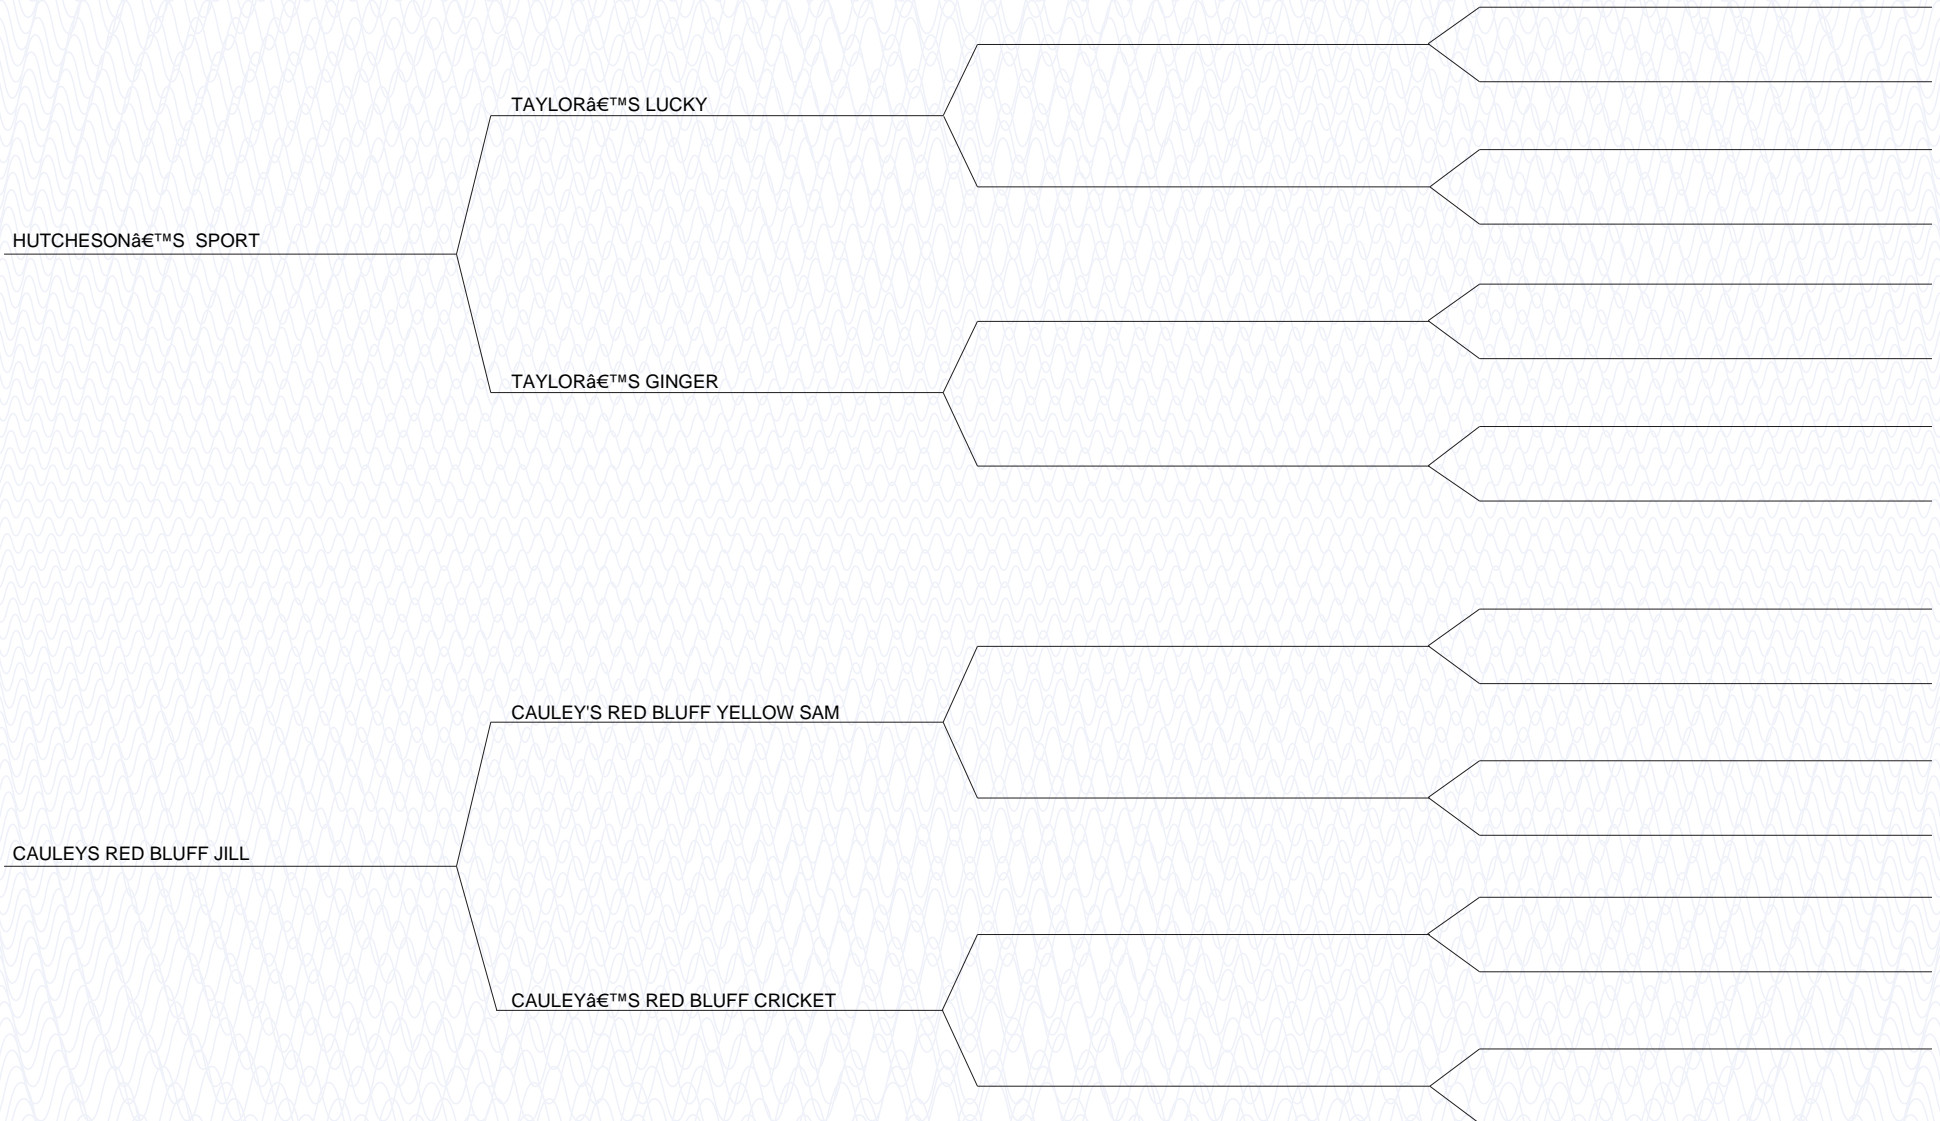 TAYLORâ€™S LUCKY
HUTCHESONâ€™S  SPORT
TAYLORâ€™S GINGER
CAULEY'S RED BLUFF YELLOW SAM
CAULEYS RED BLUFF JILL
CAULEYâ€™S RED BLUFF CRICKET